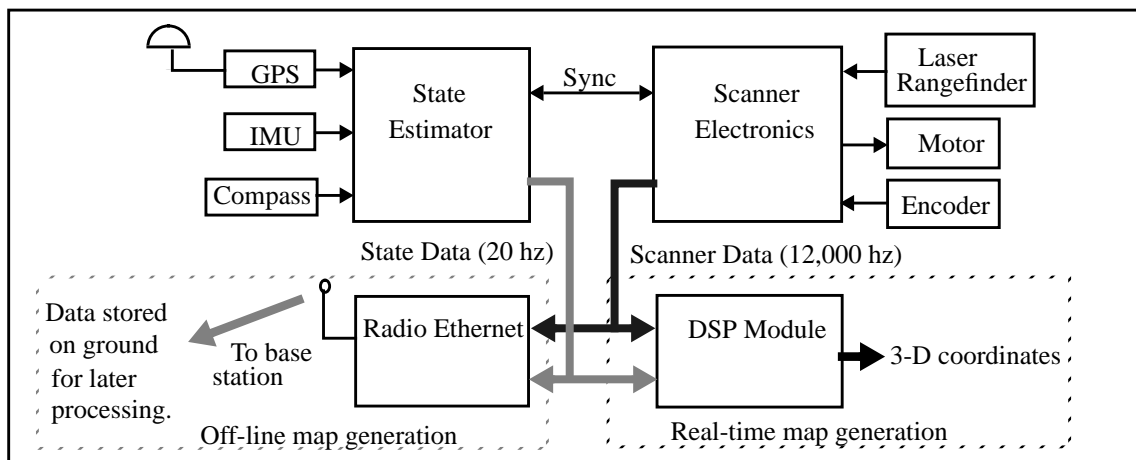 GPS
IMU
Compass
State
Estimator
Sync
Scanner
Electronics
Laser
Rangefinder
Motor
Encoder
State Data (20 hz)
Scanner Data (12,000 hz)
Data stored
on ground
for later
processing.
To base
station
Radio Ethernet
DSP Module
3-D coordinates
Off-line map generation
Real-time map generation